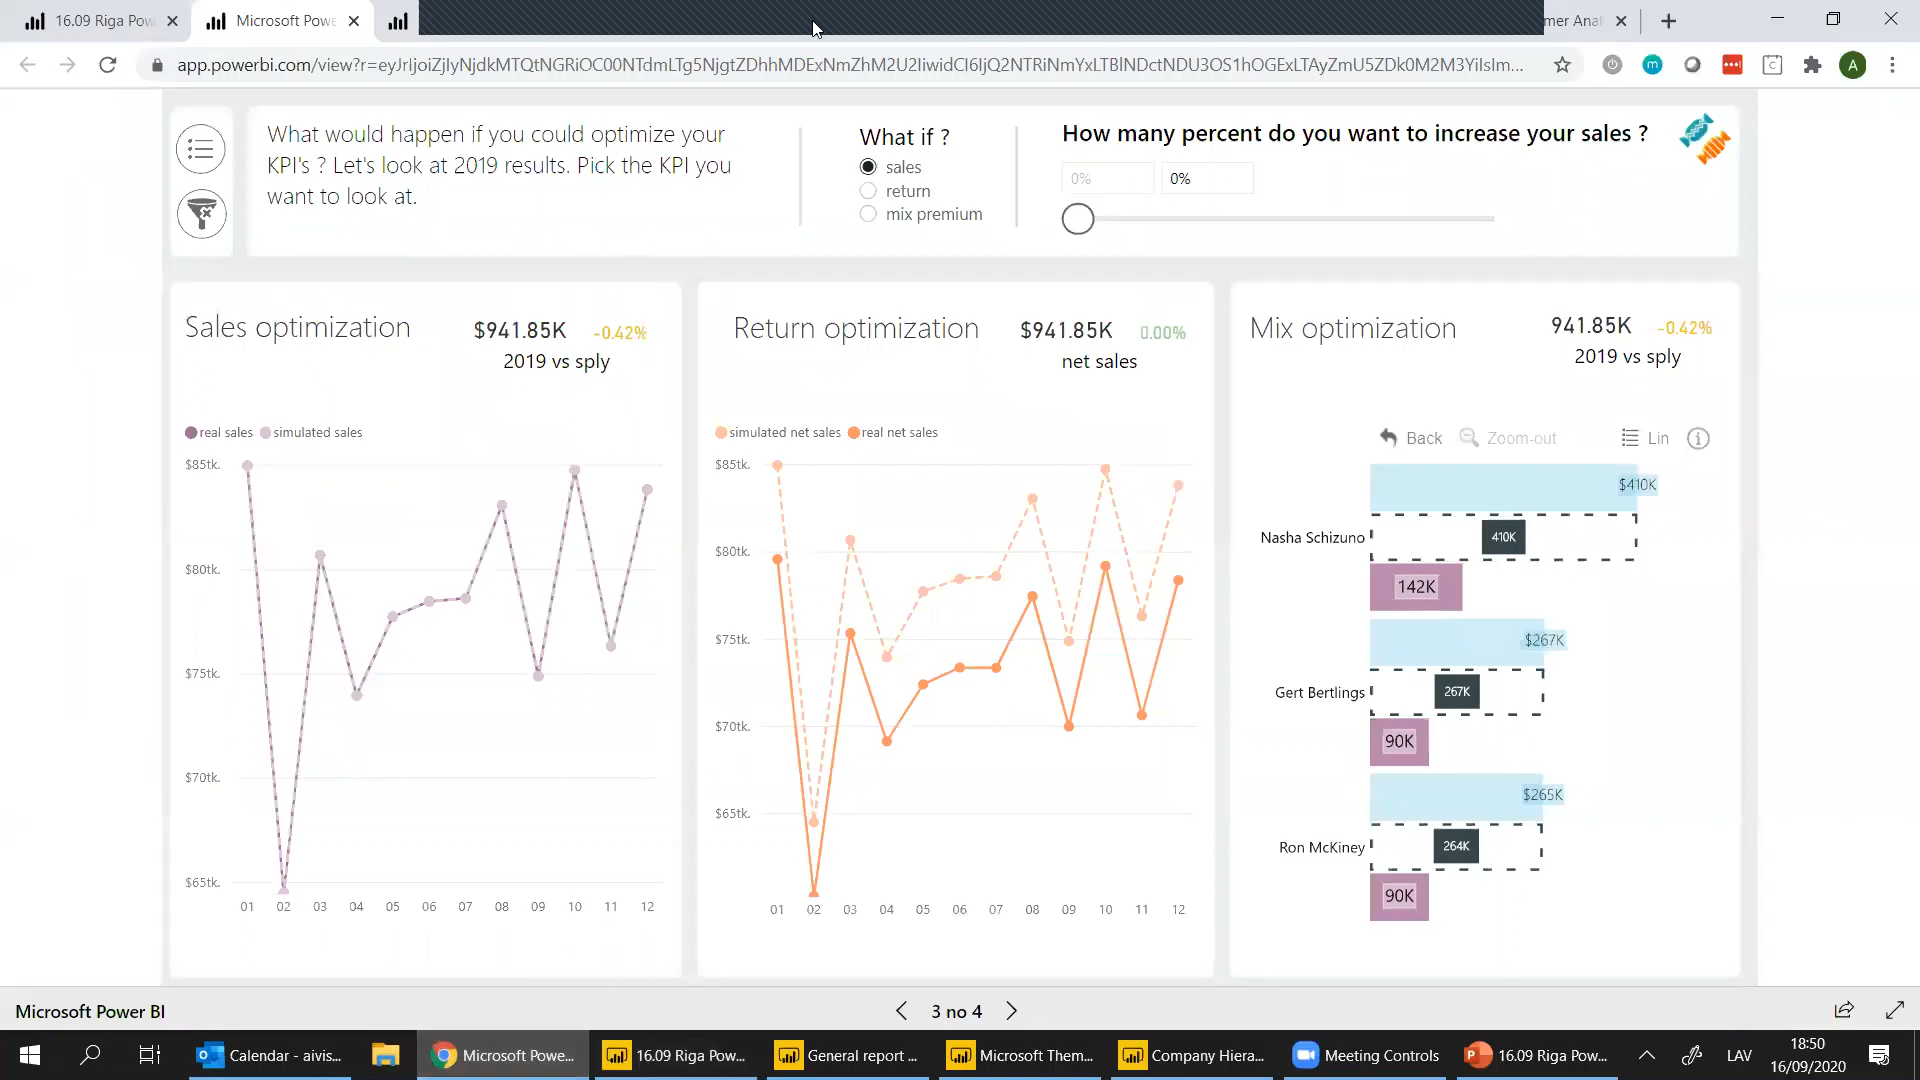 16.09 Riga Pow
Microsoft Powe
mer Anal
app.powerbi.com/view?r=
A
What would happen if you could optimize your
KPI's ? Let's look at 2019 results. Pick the KPI you
want to look at.
What if ?
sales
return
mix premium
How many percent do you want to increase your sales ?
0%
0%
Sales optimization
$941.85K
-0.42%
2019 vs sply
real sales
simulated sales
$85tk.
$80tk.
$75tk.
$70tk.
$65tk.
01 02 03 04 05 06 07 08 09 10 11 12
Return optimization
$941.85K
0.00%
net sales
simulated net sales
real net sales
$85tk.
$80tk.
$75tk.
$70tk.
$65tk.
01 02 03 04 05 06 07 08 09 10 11 12
Mix optimization
941.85K
-0.42%
2019 vs sply
Back
Zoom-out
Lin
$410K
Nasha Schizuno
410K
142K
$267K
Gert Bertlings
267K
90K
$265K
Ron McKiney
264K
90K
Microsoft Power BI
3 no 4
Calendar - aivis...
Microsoft Powe...
16.09 Riga Pow...
General report ...
Microsoft Them...
Company Hiera...
Meeting Controls
16.09 Riga Pow...
LAV
18:50
16/09/2020